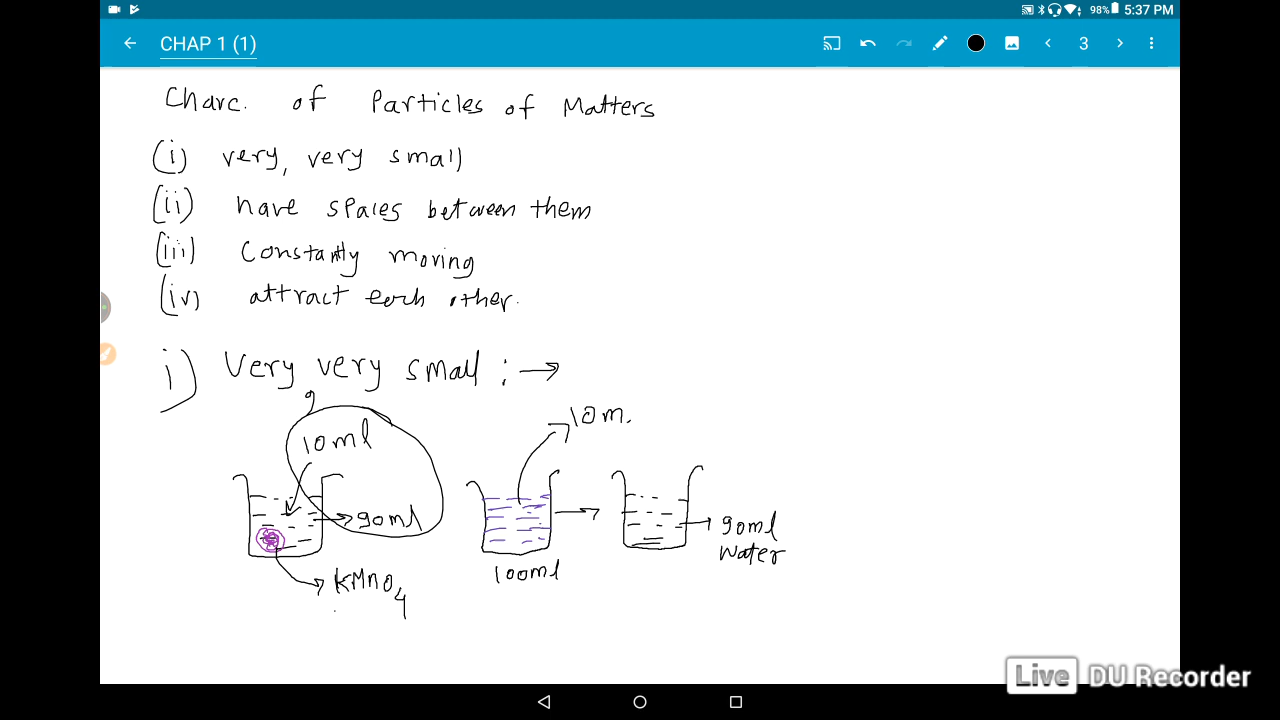 98% 5:37 PM
CHAP 1 (1) 3
Charc. of Particles of Matters
(i) very, very small
(ii) have spaces between them
(iii) Constantly moving
(iv) attract each other.
i) Very very small : →
10ml
90ml
KMnO4
10m.
100ml
90ml
Water
Live DU Recorder